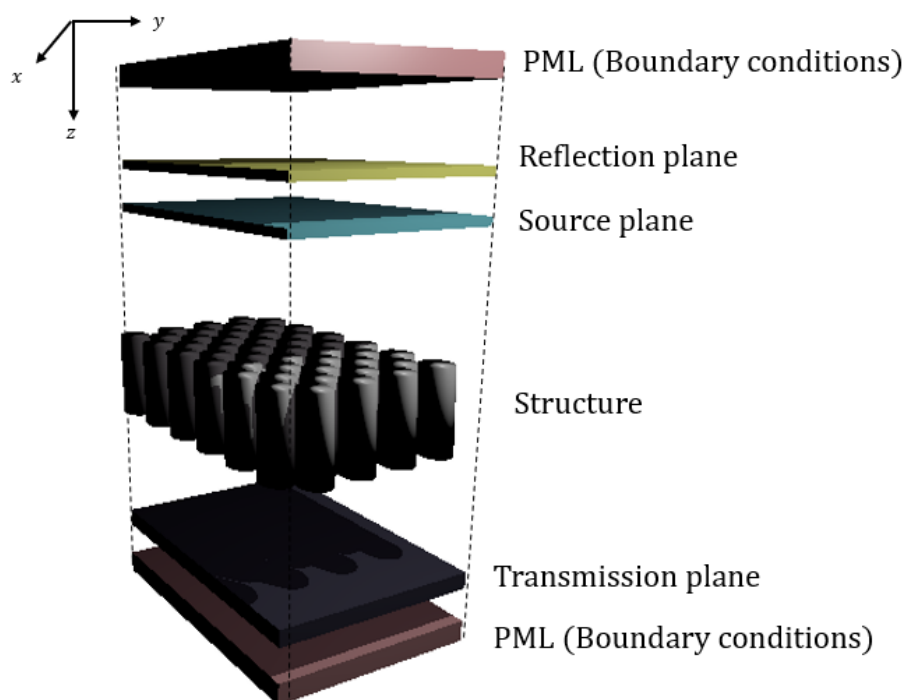 y
x
z
PML (Boundary conditions)
Reflection plane
Source plane
Structure
Transmission plane
PML (Boundary conditions)